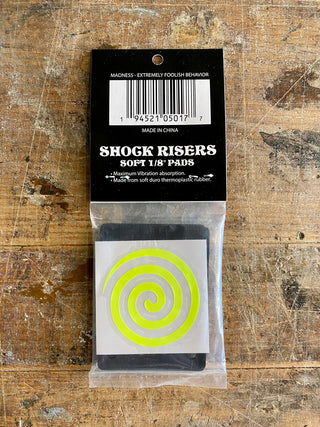 MADNESS - EXTREMELY FOOLISH BEHAVIOR
1 94521 05017 7
MADE IN CHINA
SHOCK RISERS
SOFT 1/8" PADS
• Maximum Vibration absorption.
• Made from soft duro thermoplastic rubber.